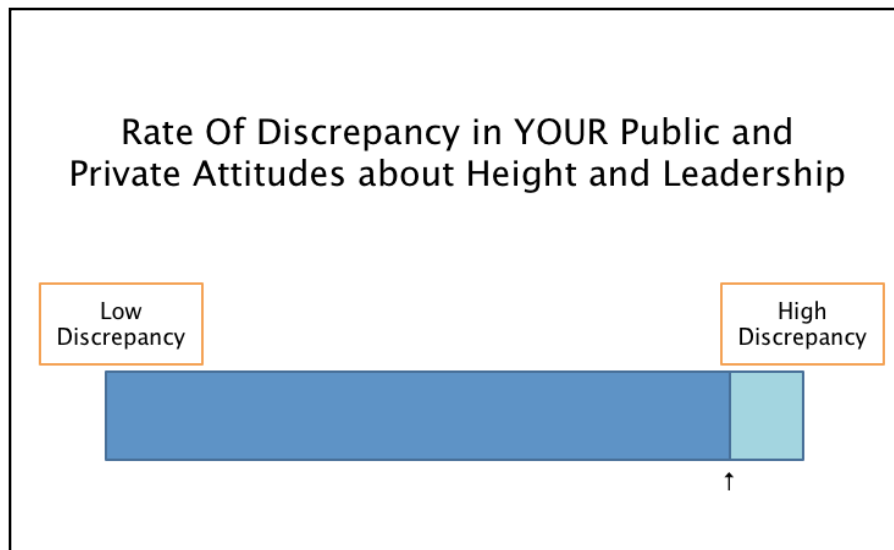 Rate Of Discrepancy in YOUR Public and
Private Attitudes about Height and Leadership
Low
Discrepancy
High
Discrepancy
↑